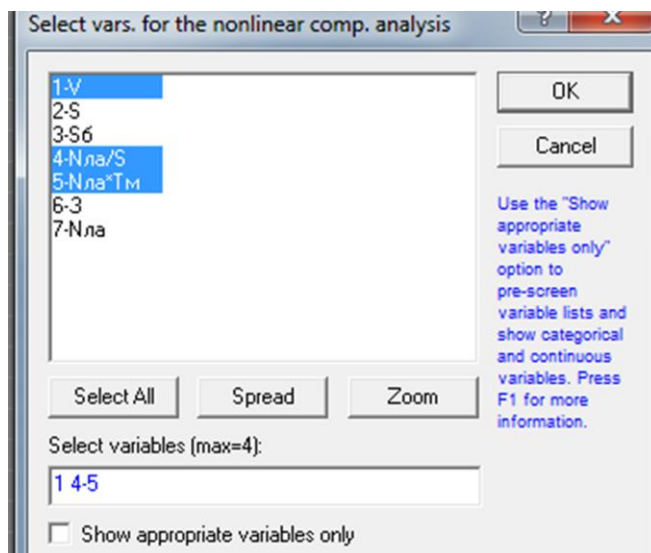 Select vars. for the nonlinear comp. analysis
?
X
1-V
2-S
3-Sб
4-Nла/S
5-Nла*Тм
6-З
7-Nла
OK
Cancel
Use the "Show
appropriate
variables only"
option to
pre-screen
variable lists and
show categorical
and continuous
variables. Press
F1 for more
information.
Select All
Spread
Zoom
Select variables (max=4):
1 4-5
Show appropriate variables only